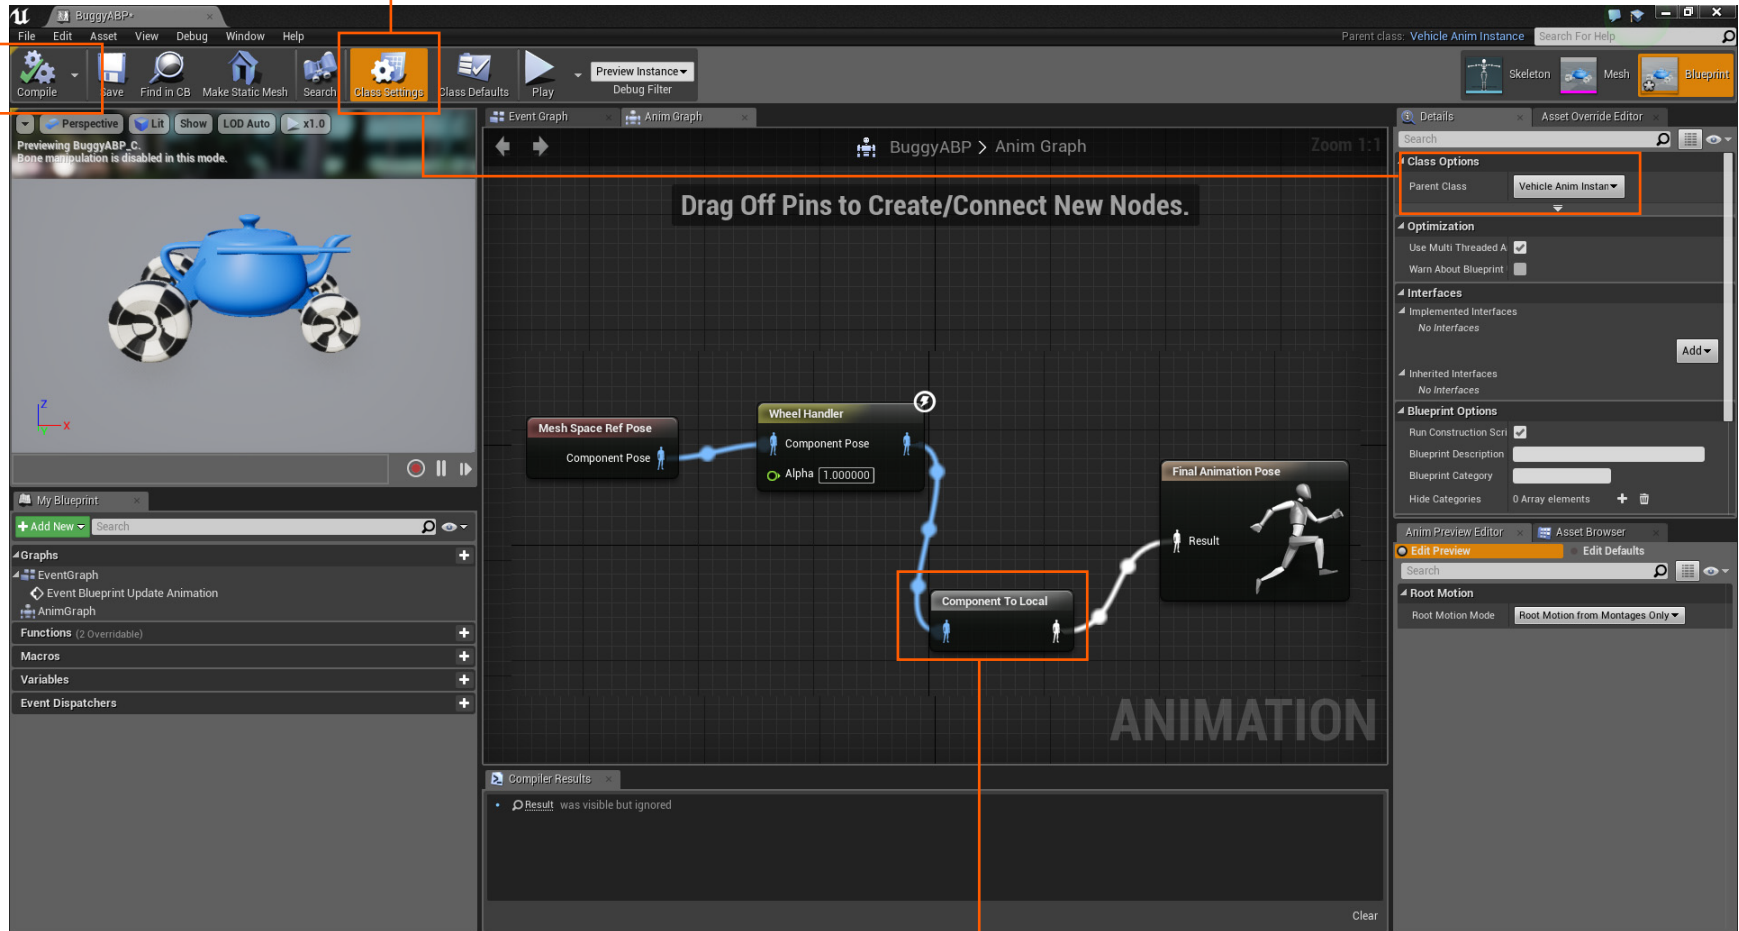 BuggyABP*
File Edit Asset View Debug Window Help
Parent class: Vehicle Anim Instance
Search For Help
Compile
Save
Find in CB
Make Static Mesh
Search
Class Settings
Class Defaults
Play
Preview Instance
Debug Filter
Skeleton
Mesh
Blueprint
Perspective
Lit
Show
LOD Auto
x1.0
Previewing BuggyABP_C.
Bone manipulation is disabled in this mode.
Z
X
My Blueprint
Add New
Search
Graphs
EventGraph
Event Blueprint Update Animation
AnimGraph
Functions (2 Overridable)
Macros
Variables
Event Dispatchers
Event Graph
Anim Graph
BuggyABP > Anim Graph
Zoom 1:1
Drag Off Pins to Create/Connect New Nodes.
Mesh Space Ref Pose
Component Pose
Wheel Handler
Component Pose
Alpha 1.000000
Component To Local
Final Animation Pose
Result
ANIMATION
Compiler Results
Result was visible but ignored
Clear
Details
Asset Override Editor
Search
Class Options
Parent Class
Vehicle Anim Instan
Optimization
Use Multi Threaded A
Warn About Blueprint
Interfaces
Implemented Interfaces
No Interfaces
Add
Inherited Interfaces
No Interfaces
Blueprint Options
Run Construction Scri
Blueprint Description
Blueprint Category
Hide Categories
0 Array elements
Anim Preview Editor
Asset Browser
Edit Preview
Edit Defaults
Search
Root Motion
Root Motion Mode
Root Motion from Montages Only